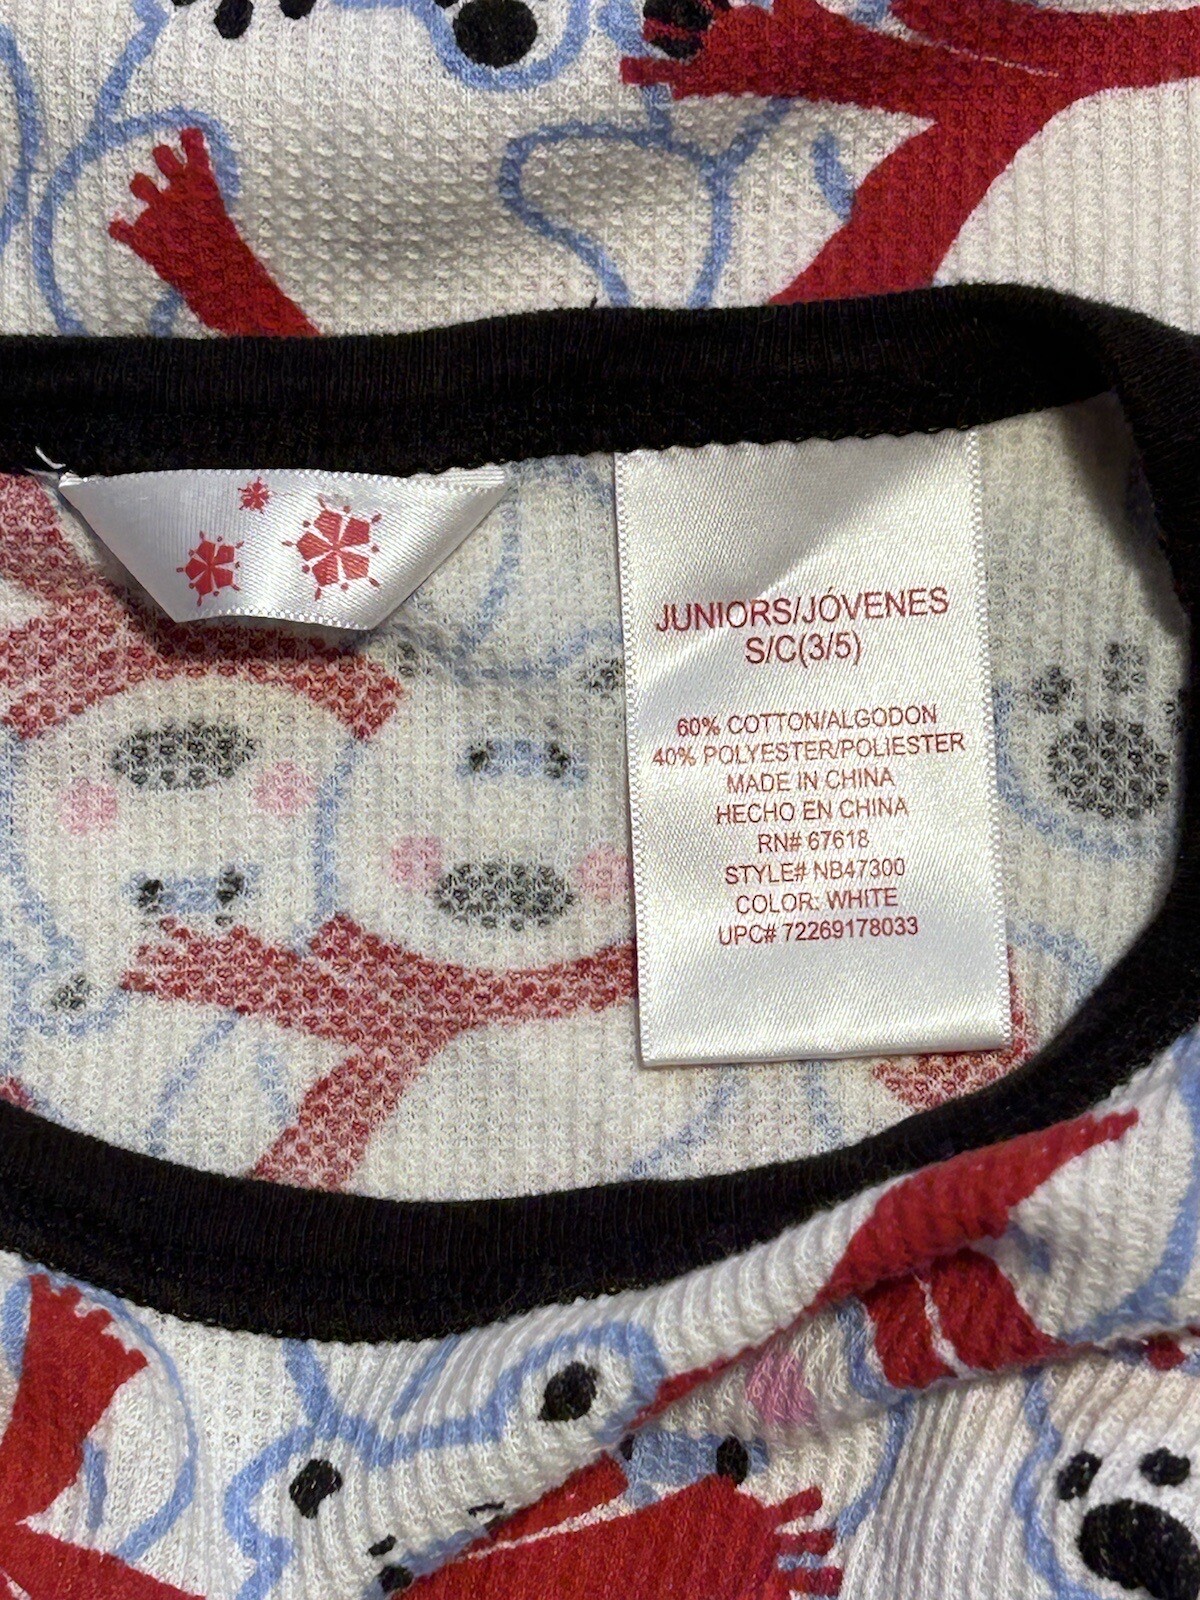 JUNIORS/JÓVENES
S/C(3/5)
60% COTTON/ALGODON
40% POLYESTER/POLIESTER
MADE IN CHINA
HECHO EN CHINA
RN# 67618
STYLE# NB47300
COLOR: WHITE
UPC# 72269178033